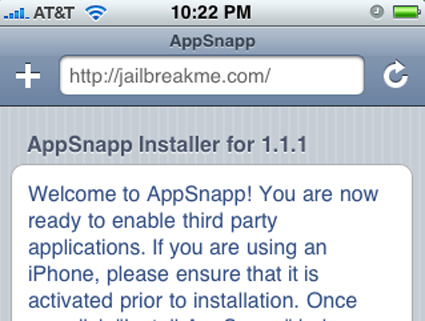 AT&T 10:22 PM
AppSnapp
http://jailbreakme.com/
AppSnapp Installer for 1.1.1
Welcome to AppSnapp! You are now
ready to enable third party
applications. If you are using an
iPhone, please ensure that it is
activated prior to installation. Once